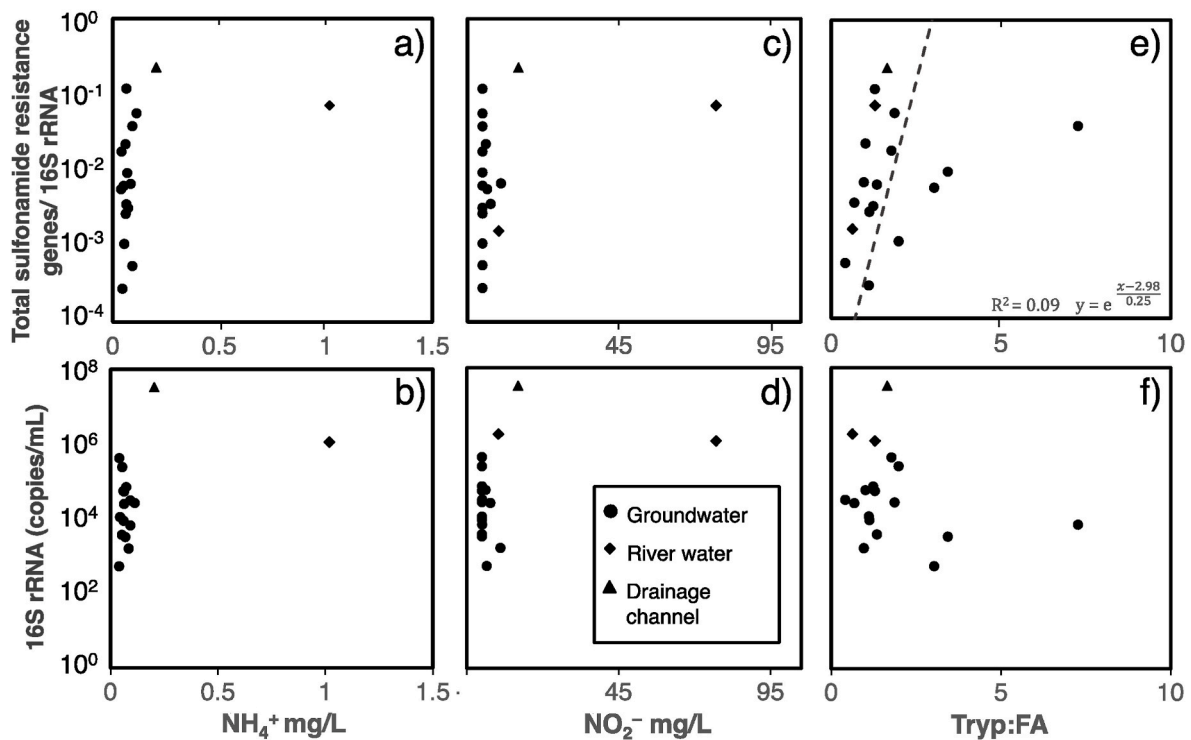 Total sulfonamide resistance
genes/ 16S rRNA
10⁰
10⁻¹
10⁻²
10⁻³
10⁻⁴
a)
0 0.5 1 1.5
c)
45 95
e)
R² = 0.09 y = e^((x−2.98)/0.25)
0 5 10
16S rRNA (copies/mL)
10⁸
10⁶
10⁴
10²
10⁰
b)
0 0.5 1 1.5
NH₄⁺ mg/L
d)
Groundwater
River water
Drainage
channel
45 95
NO₂⁻ mg/L
f)
0 5 10
Tryp:FA